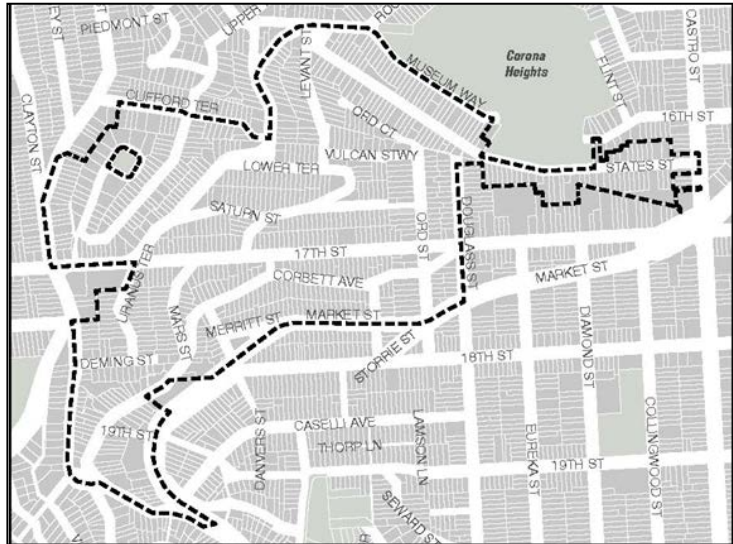 EY ST
PIEDMONT ST
UPPER
ROO
LEVANT ST
Corona
Heights
CASTRO ST
FLINT ST
MUSEUM WAY
CLAYTON ST
CLIFFORD TER
16TH ST
ORD CT
VULCAN STWY
LOWER TER
STATES ST
SATURN ST
ORD ST
DOUGLASS ST
17TH ST
URANUS TER
CORBETT AVE
MARKET ST
MARS ST
MERRITT ST
MARKET ST
STORRIE ST
DIAMOND ST
DEMING ST
18TH ST
19TH ST
DANVERS ST
CASELLI AVE
LAMSON LN
THORP LN
EUREKA ST
COLLINGWOOD ST
19TH ST
SEWARD ST